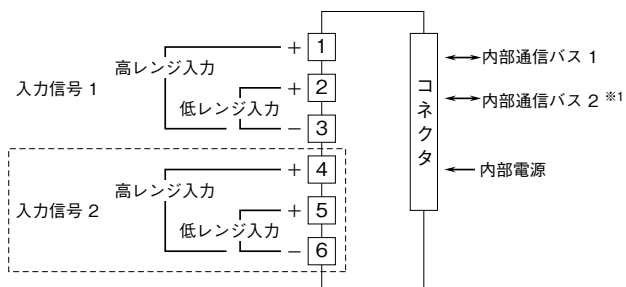 入力信号 1
高レンジ入力
低レンジ入力
+ 1
+ 2
− 3
入力信号 2
高レンジ入力
低レンジ入力
+ 4
+ 5
− 6
コネクタ
内部通信バス 1
内部通信バス 2 ※1
内部電源